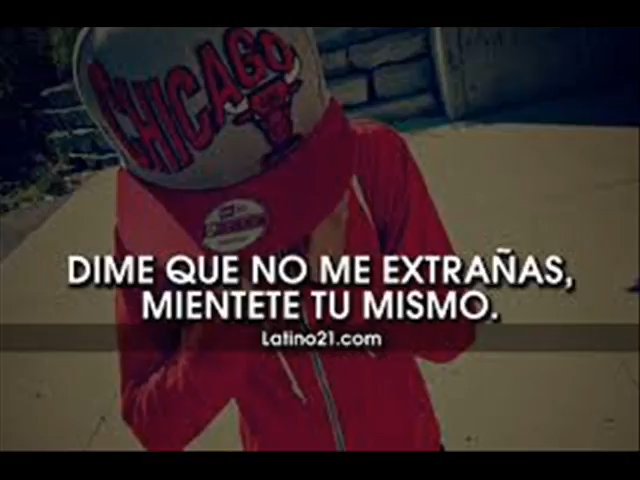 CHICAGO
DIME QUE NO ME EXTRAÑAS,
MIENTETE TU MISMO.
Latino21.com